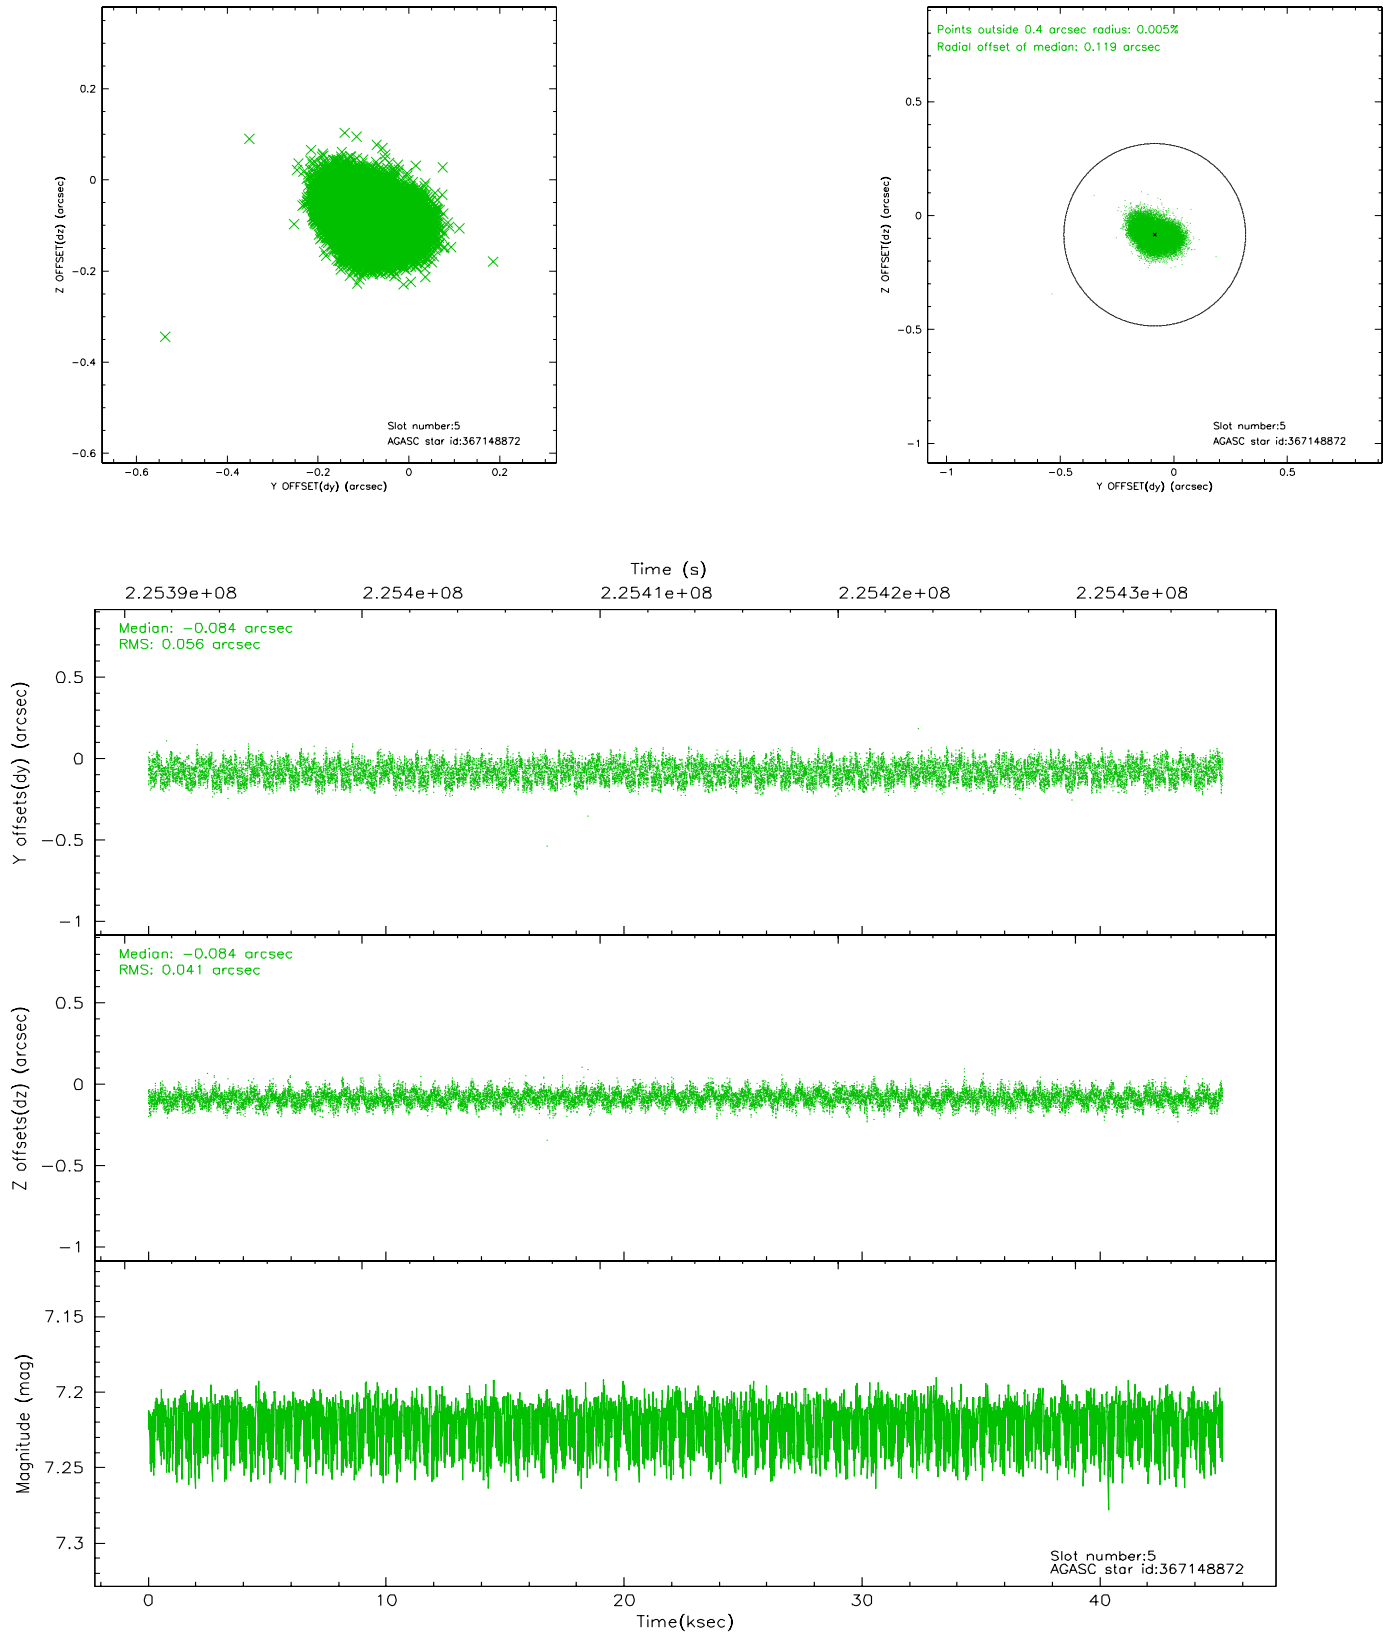 0.2
0
−0.2
−0.4
−0.6
Z OFFSET(dz) (arcsec)
Slot number:5
AGASC star id:367148872
−0.6 −0.4 −0.2 0 0.2
Y OFFSET(dy) (arcsec)
Points outside 0.4 arcsec radius: 0.005%
Radial offset of median: 0.119 arcsec
0.5
0
−0.5
−1
Z OFFSET(dz) (arcsec)
Slot number:5
AGASC star id:367148872
−1 −0.5 0 0.5
Y OFFSET(dy) (arcsec)
Time (s)
2.2539e+08 2.254e+08 2.2541e+08 2.2542e+08 2.2543e+08
Median: −0.084 arcsec
RMS: 0.056 arcsec
0.5
0
−0.5
−1
Y offsets(dy) (arcsec)
Median: −0.084 arcsec
RMS: 0.041 arcsec
0.5
0
−0.5
−1
Z offsets(dz) (arcsec)
7.15
7.2
7.25
7.3
Magnitude (mag)
Slot number:5
AGASC star id:367148872
0 10 20 30 40
Time(ksec)